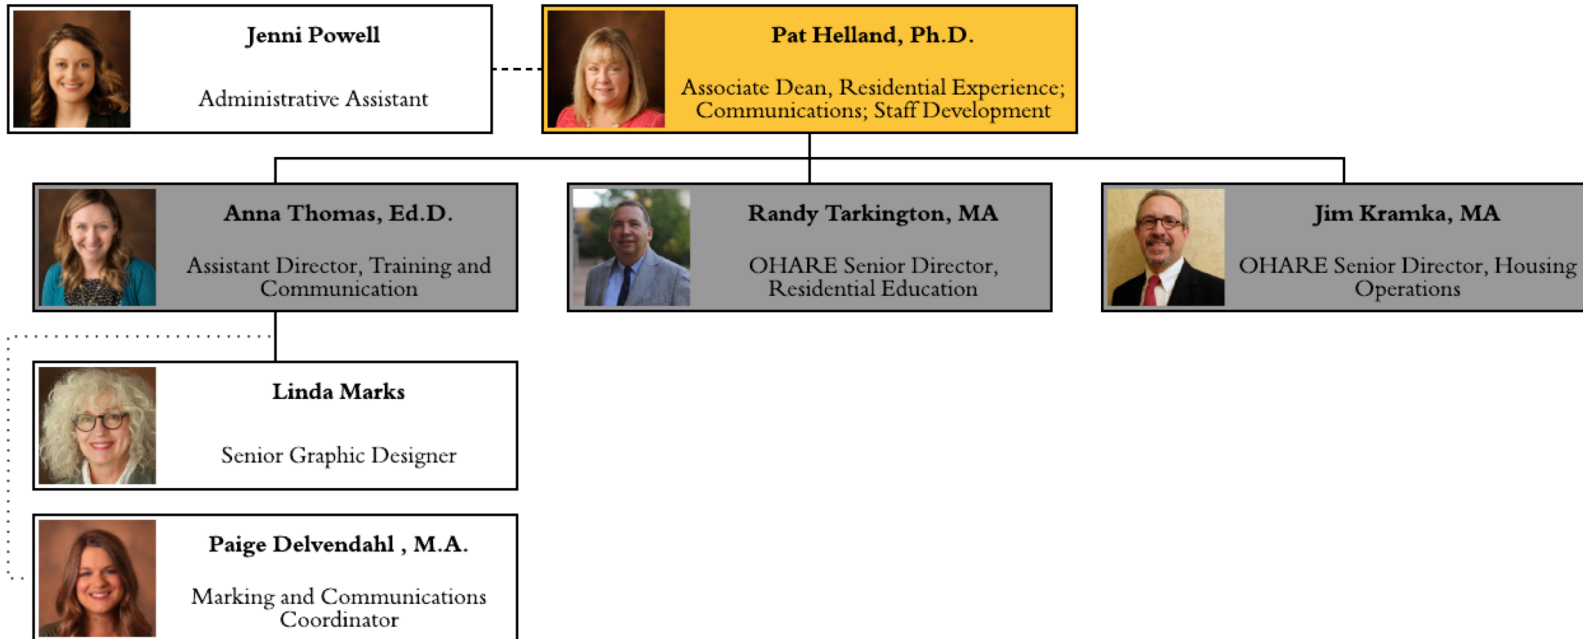 Jenni Powell
Administrative Assistant
Pat Helland, Ph.D.
Associate Dean, Residential Experience;
Communications; Staff Development
Anna Thomas, Ed.D.
Assistant Director, Training and
Communication
Randy Tarkington, MA
OHARE Senior Director,
Residential Education
Jim Kramka, MA
OHARE Senior Director, Housing
Operations
Linda Marks
Senior Graphic Designer
Paige Delvendahl , M.A.
Marking and Communications
Coordinator